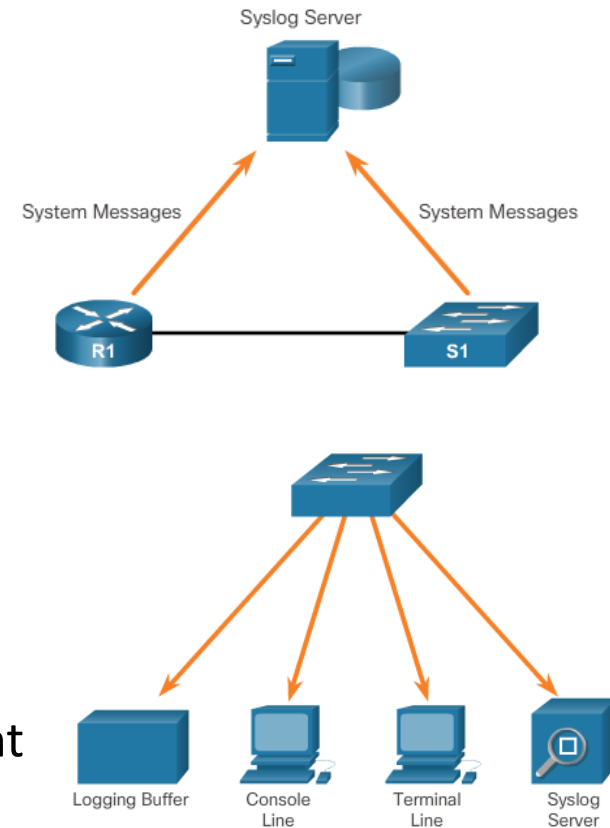 Syslog Server
System Messages
System Messages
R1
S1
Logging Buffer
Console
Line
Terminal
Line
Syslog
Server